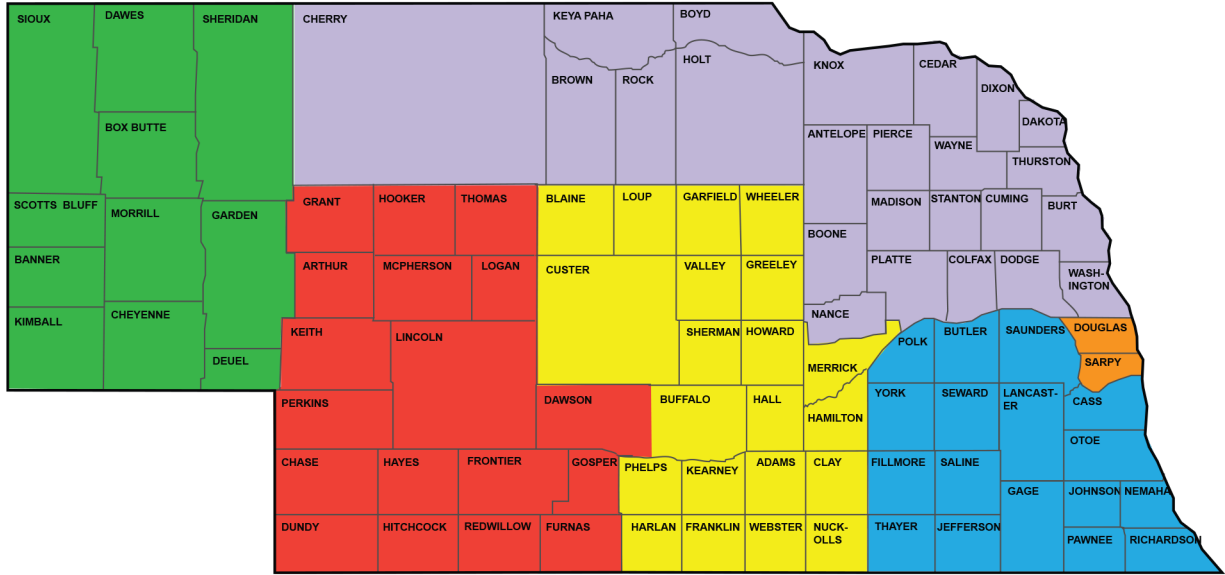 SIOUX
DAWES
SHERIDAN
CHERRY
KEYA PAHA
BOYD
BROWN
ROCK
HOLT
KNOX
CEDAR
DIXON
DAKOTA
BOX BUTTE
ANTELOPE
PIERCE
WAYNE
THURSTON
SCOTTS BLUFF
MORRILL
GARDEN
GRANT
HOOKER
THOMAS
BLAINE
LOUP
GARFIELD
WHEELER
BOONE
MADISON
STANTON
CUMING
BURT
BANNER
ARTHUR
MCPHERSON
LOGAN
CUSTER
VALLEY
GREELEY
PLATTE
COLFAX
DODGE
WASH-
INGTON
KIMBALL
CHEYENNE
DEUEL
KEITH
LINCOLN
SHERMAN
HOWARD
NANCE
MERRICK
POLK
BUTLER
SAUNDERS
DOUGLAS
SARPY
PERKINS
DAWSON
BUFFALO
HALL
HAMILTON
YORK
SEWARD
LANCAST-
ER
CASS
OTOE
CHASE
HAYES
FRONTIER
GOSPER
PHELPS
KEARNEY
ADAMS
CLAY
FILLMORE
SALINE
GAGE
JOHNSON
NEMAHA
DUNDY
HITCHCOCK
REDWILLOW
FURNAS
HARLAN
FRANKLIN
WEBSTER
NUCK-
OLLS
THAYER
JEFFERSON
PAWNEE
RICHARDSON